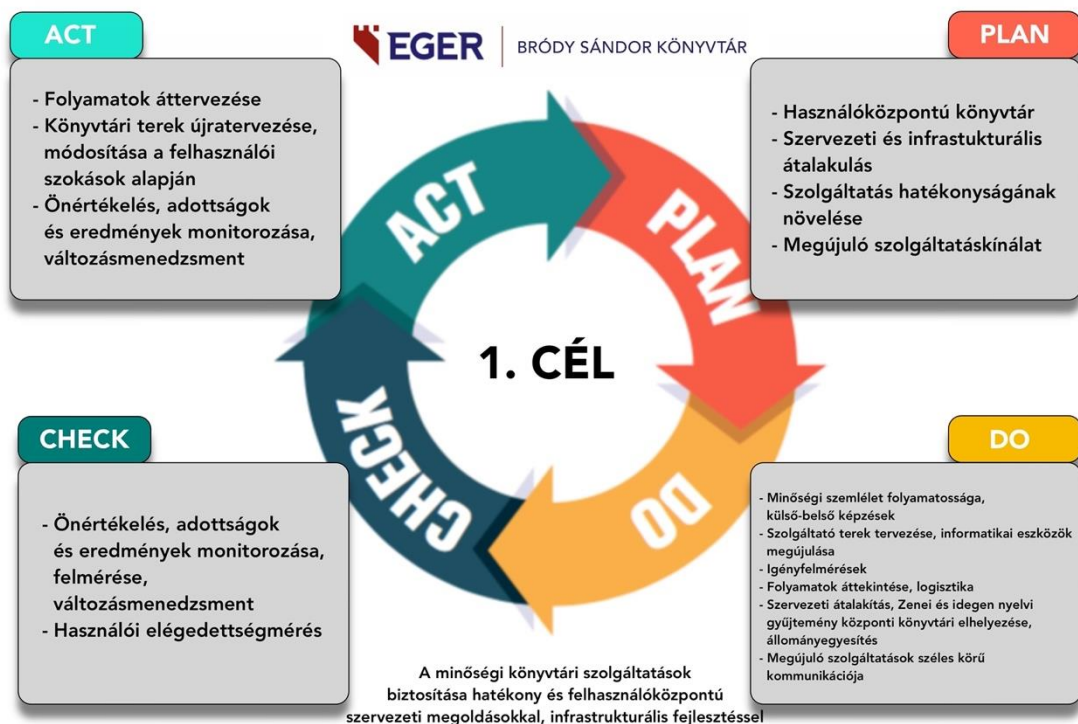 EGER
BRÓDY SÁNDOR KÖNYVTÁR
ACT
- Folyamatok áttervezése
- Könyvtári terek újratervezése,
módosítása a felhasználói
szokások alapján
- Önértékelés, adottságok
és eredmények monitorozása,
változásmenedzsment
PLAN
- Használóközpontú könyvtár
- Szervezeti és infrastukturális
átalakulás
- Szolgáltatás hatékonyságának
növelése
- Megújuló szolgáltatáskínálat
ACT
PLAN
DO
CHECK
1. CÉL
CHECK
- Önértékelés, adottságok
és eredmények monitorozása,
felmérése,
változásmenedzsment
- Használói elégedettségmérés
DO
- Minőségi szemlélet folyamatossága,
külső-belső képzések
- Szolgáltató terek tervezése, informatikai eszközök
megújulása
- Igényfelmérések
- Folyamatok áttekintése, logisztika
- Szervezeti átalakítás, Zenei és idegen nyelvi
gyűjtemény központi könyvtári elhelyezése,
állományegyesítés
- Megújuló szolgáltatások széles körű
kommunikációja
A minőségi könyvtári szolgáltatások
biztosítása hatékony és felhasználóközpontú
szervezeti megoldásokkal, infrastrukturális fejlesztéssel